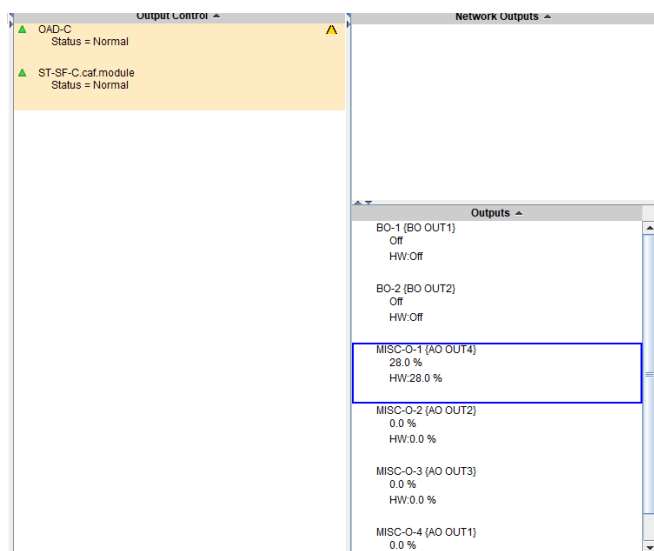 Output Control
OAD-C
Status = Normal
ST-SF-C.caf.module
Status = Normal
Network Outputs
Outputs
BO-1 {BO OUT1}
Off
HW:Off
BO-2 {BO OUT2}
Off
HW:Off
MISC-O-1 {AO OUT4}
28.0 %
HW:28.0 %
MISC-O-2 {AO OUT2}
0.0 %
HW:0.0 %
MISC-O-3 {AO OUT3}
0.0 %
HW:0.0 %
MISC-O-4 {AO OUT1}
0.0 %